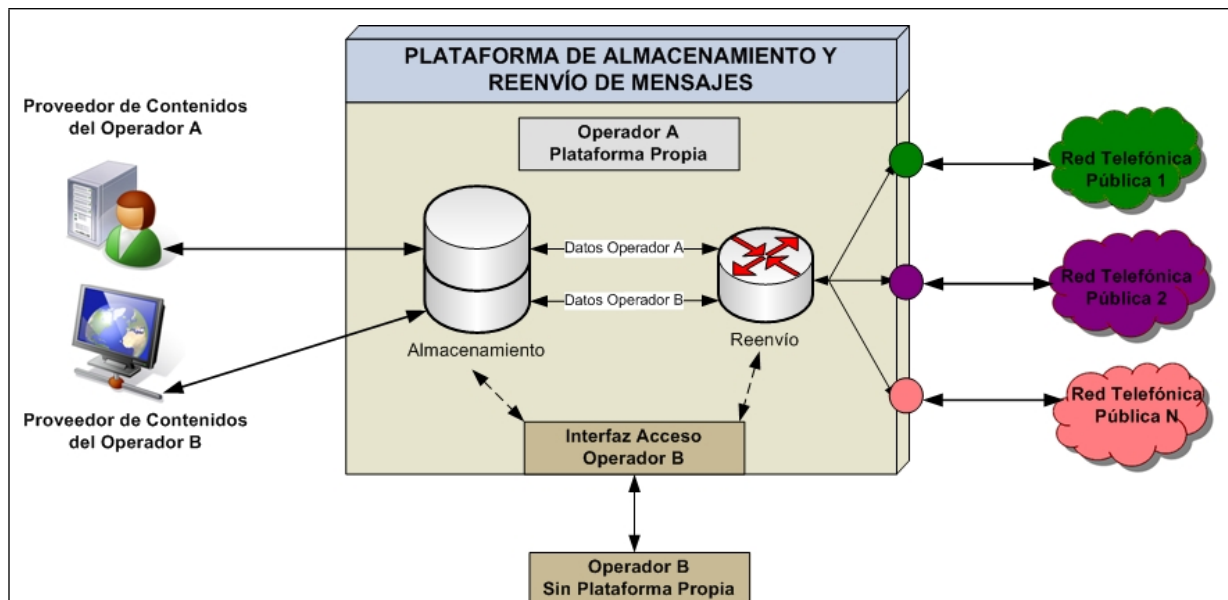 PLATAFORMA DE ALMACENAMIENTO Y
REENVÍO DE MENSAJES
Proveedor de Contenidos
del Operador A
Operador A
Plataforma Propia
Red Telefónica
Pública 1
Datos Operador A
Red Telefónica
Pública 2
Datos Operador B
Almacenamiento
Reenvío
Red Telefónica
Pública N
Proveedor de Contenidos
del Operador B
Interfaz Acceso
Operador B
Operador B
Sin Plataforma Propia